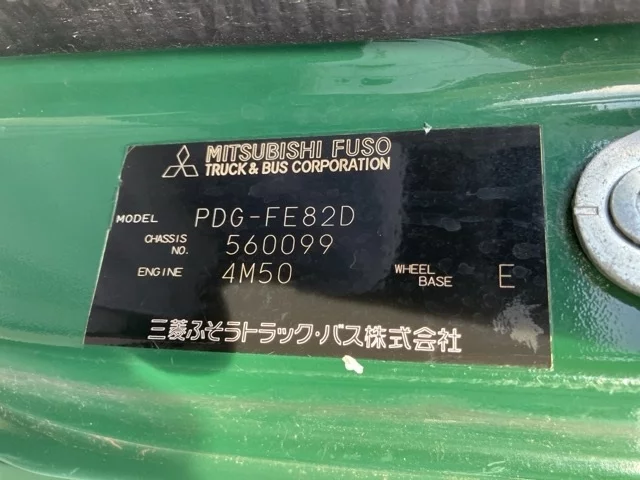 MITSUBISHI FUSO
TRUCK & BUS CORPORATION
MODEL PDG-FE82D
CHASSIS NO. 560099
ENGINE 4M50 WHEEL BASE E
三菱ふそうトラック・バス株式会社